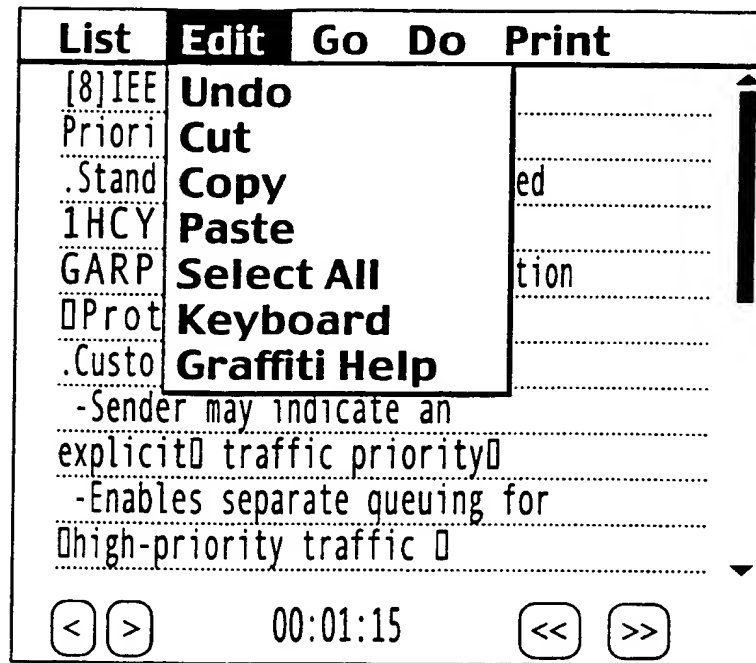 List Edit Go Do Print
[8]IEE
Undo
Priori
Cut
.Stand
Copy
ed
1HCY
Paste
GARP
Select All
tion
▯Prot
Keyboard
.Custo
Graffiti Help
-Sender may indicate an
explicit▯ traffic priority▯
-Enables separate queuing for
▯high-priority traffic ▯
< > 00:01:15 << >>